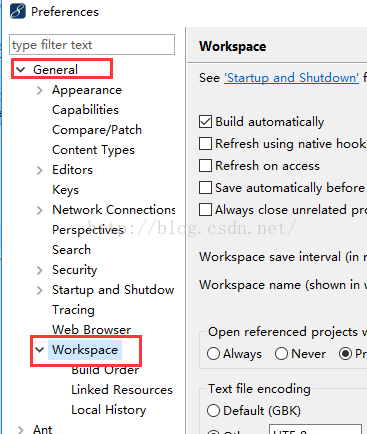 Preferences
type filter text
General
Appearance
Capabilities
Compare/Patch
Content Types
Editors
Keys
Network Connections
Perspectives
Search
Security
Startup and Shutdow
Tracing
Web Browser
Workspace
Build Order
Linked Resources
Local History
Ant
Workspace
See 'Startup and Shutdown' f
Build automatically
Refresh using native hook
Refresh on access
Save automatically before
Always close unrelated pro
http://blog.csdn.net/
Workspace save interval (in r
Workspace name (shown in w
Open referenced projects w
Always Never Pr
Text file encoding
Default (GBK)